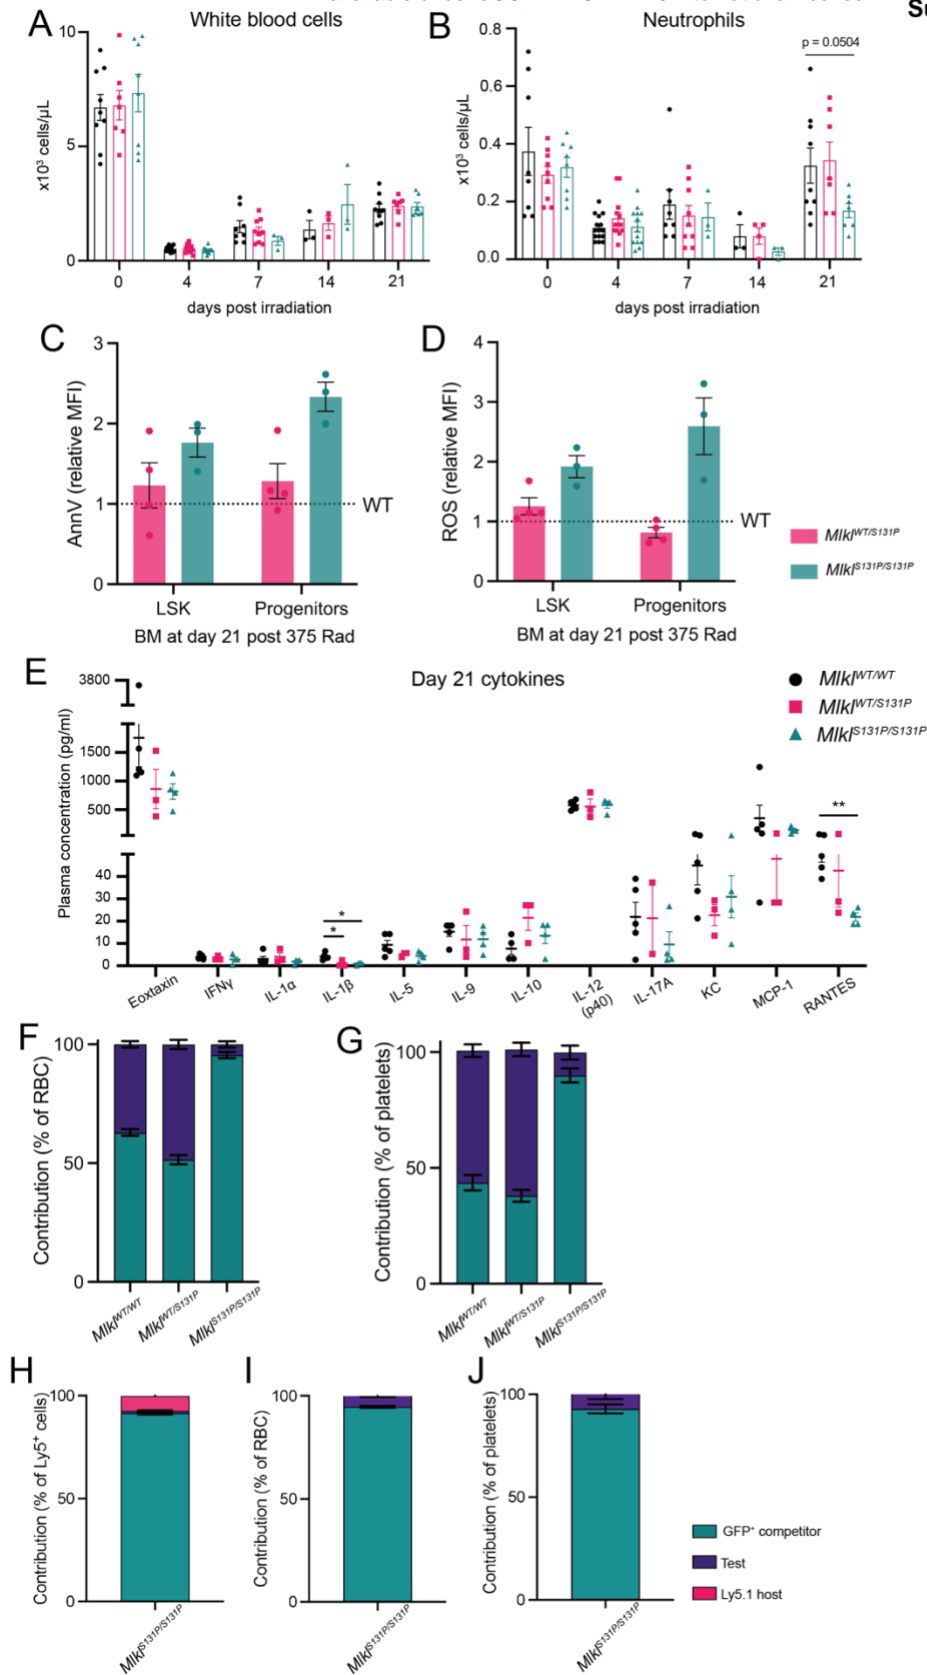 Su
A
White blood cells
10
5
0
x10³ cells/µL
0 4 7 14 21
days post irradiation
B
Neutrophils
p = 0.0504
0.8
0.6
0.4
0.2
0.0
x10³ cells/µL
0 4 7 14 21
days post irradiation
C
3
2
1
0
AnnV (relative MFI)
WT
LSK Progenitors
BM at day 21 post 375 Rad
D
4
3
2
1
0
ROS (relative MFI)
WT
LSK Progenitors
BM at day 21 post 375 Rad
Mlkl^WT/S131P
Mlkl^S131P/S131P
E
Day 21 cytokines
Mlkl^WT/WT
Mlkl^WT/S131P
Mlkl^S131P/S131P
Plasma concentration (pg/ml)
3800
1500
1000
500
40
30
20
10
0
*
*
**
Eoxtaxin IFNγ IL-1α IL-1β IL-5 IL-9 IL-10 IL-12 (p40) IL-17A KC MCP-1 RANTES
F
100
50
0
Contribution (% of RBC)
Mlkl^WT/WT Mlkl^WT/S131P Mlkl^S131P/S131P
G
100
50
0
Contribution (% of platelets)
Mlkl^WT/WT Mlkl^WT/S131P Mlkl^S131P/S131P
H
100
50
0
Contribution (% of Ly5⁺ cells)
Mlkl^S131P/S131P
I
100
50
0
Contribution (% of RBC)
Mlkl^S131P/S131P
J
100
50
0
Contribution (% of platelets)
Mlkl^S131P/S131P
GFP⁺ competitor
Test
Ly5.1 host